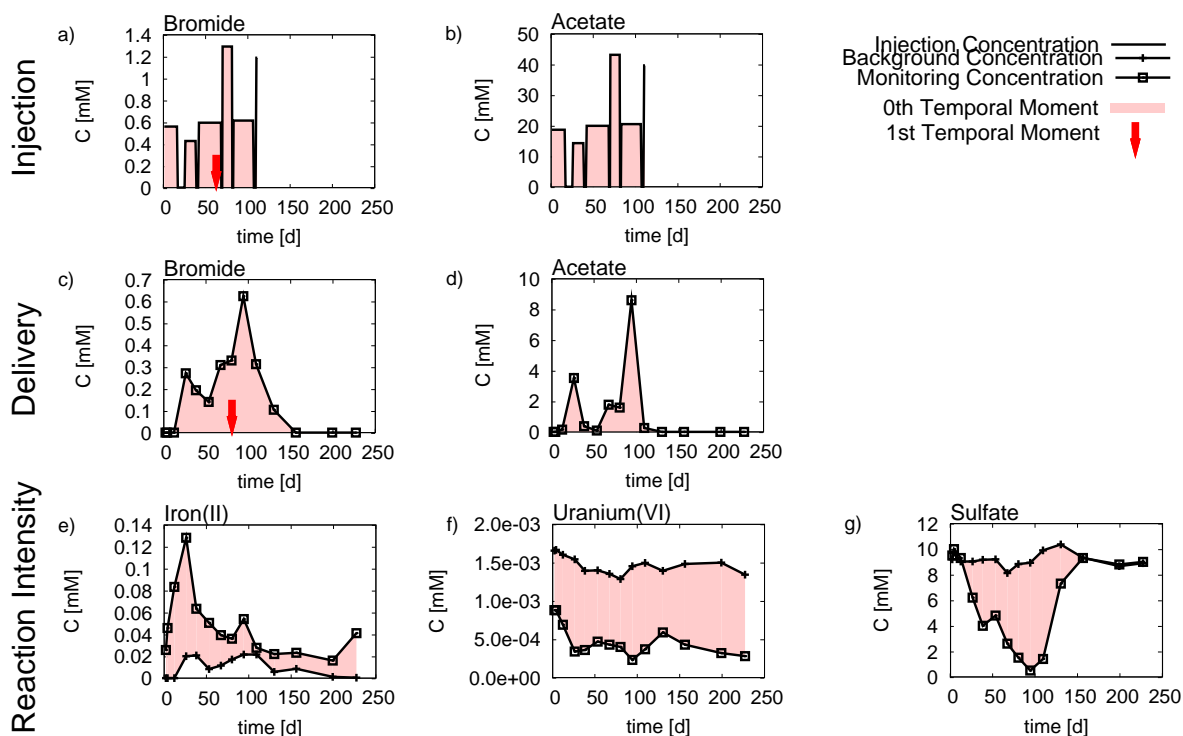 Injection
a)
Bromide
C [mM]
1.4
1.2
1
0.8
0.6
0.4
0.2
0
0 50 100 150 200 250
time [d]
b)
Acetate
C [mM]
50
40
30
20
10
0
0 50 100 150 200 250
time [d]
Injection Concentration
Background Concentration
Monitoring Concentration
0th Temporal Moment
1st Temporal Moment
Delivery
c)
Bromide
C [mM]
0.7
0.6
0.5
0.4
0.3
0.2
0.1
0
0 50 100 150 200 250
time [d]
d)
Acetate
C [mM]
10
8
6
4
2
0
0 50 100 150 200 250
time [d]
Reaction Intensity
e)
Iron(II)
C [mM]
0.14
0.12
0.1
0.08
0.06
0.04
0.02
0
0 50 100 150 200 250
time [d]
f)
Uranium(VI)
C [mM]
2.0e-03
1.5e-03
1.0e-03
5.0e-04
0.0e+00
0 50 100 150 200 250
time [d]
g)
Sulfate
C [mM]
12
10
8
6
4
2
0
0 50 100 150 200 250
time [d]